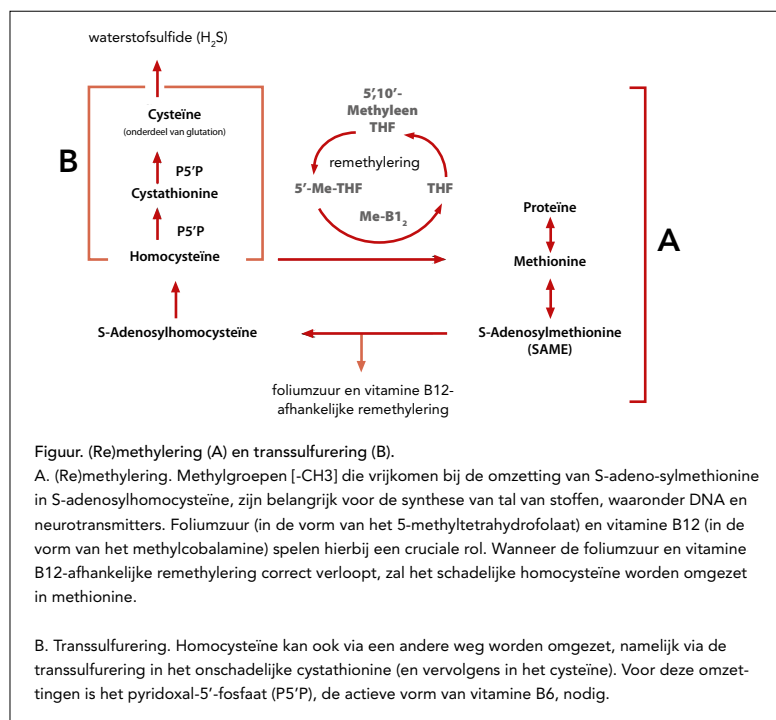 waterstofsulfide (H₂S)
Cysteïne
(onderdeel van glutation)
B
P5'P
Cystathionine
P5'P
Homocysteïne
S-Adenosylhomocysteïne
5',10'-
Methyleen
THF
remethylering
5'-Me-THF
THF
Me-B1₂
Proteïne
A
Methionine
S-Adenosylmethionine
(SAME)
foliumzuur en vitamine B12-
afhankelijke remethylering
Figuur. (Re)methylering (A) en transsulfurering (B).
A. (Re)methylering. Methylgroepen [-CH3] die vrijkomen bij de omzetting van S-adeno-sylmethionine
in S-adenosylhomocysteïne, zijn belangrijk voor de synthese van tal van stoffen, waaronder DNA en
neurotransmitters. Foliumzuur (in de vorm van het 5-methyltetrahydrofolaat) en vitamine B12 (in de
vorm van het methylcobalamine) spelen hierbij een cruciale rol. Wanneer de foliumzuur en vitamine
B12-afhankelijke remethylering correct verloopt, zal het schadelijke homocysteïne worden omgezet
in methionine.
B. Transsulfurering. Homocysteïne kan ook via een andere weg worden omgezet, namelijk via de
transsulfurering in het onschadelijke cystathionine (en vervolgens in het cysteïne). Voor deze omzet-
tingen is het pyridoxal-5'-fosfaat (P5'P), de actieve vorm van vitamine B6, nodig.